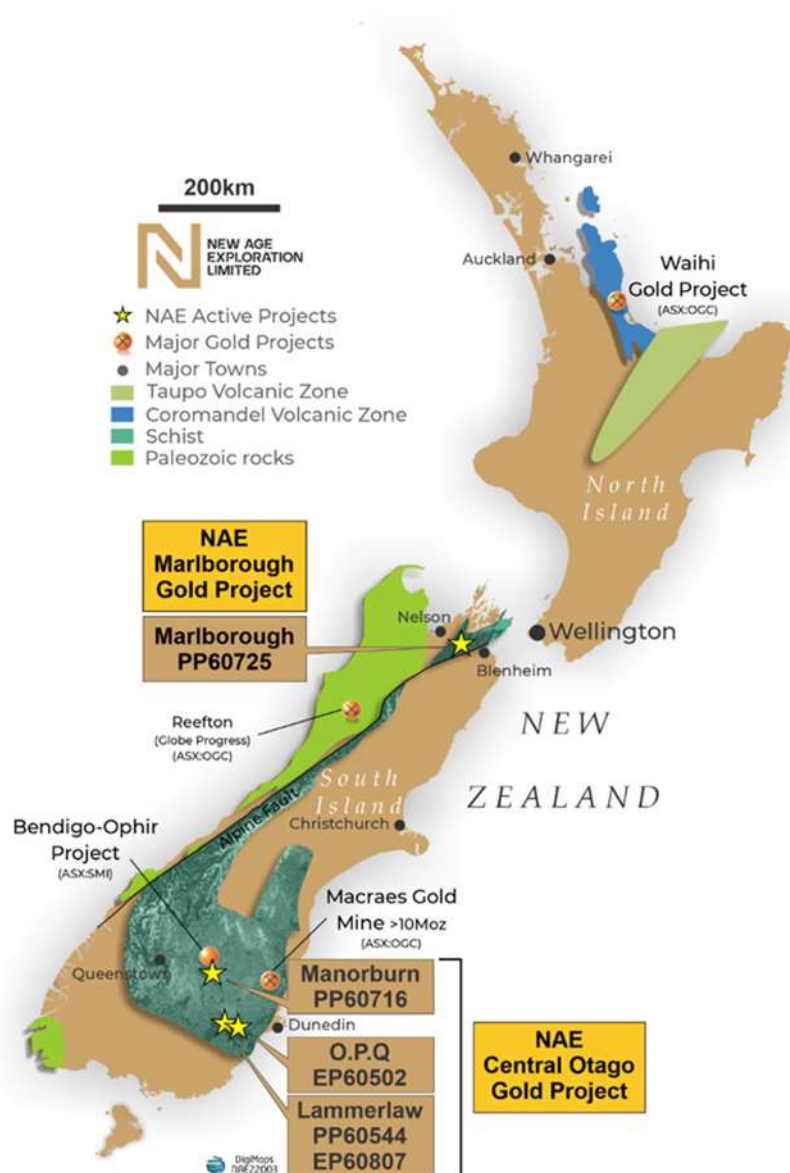 Whangarei
200km
NEW AGE
EXPLORATION
LIMITED
Auckland
Waihi
Gold Project
(ASX:OGC)
NAE Active Projects
Major Gold Projects
Major Towns
Taupo Volcanic Zone
Coromandel Volcanic Zone
Schist
Paleozoic rocks
North
Island
NAE
Marlborough
Gold Project
Marlborough
PP60725
Nelson
Wellington
Blenheim
Reefton
(Globe Progress)
(ASX:OGC)
NEW
ZEALAND
South
Island
Alpine Fault
Christchurch
Bendigo-Ophir
Project
(ASX:SMI)
Macraes Gold
Mine >10Moz
(ASX:OGC)
Queenstown
Manorburn
PP60716
Dunedin
O.P.Q
EP60502
Lammerlaw
PP60544
EP60807
NAE
Central Otago
Gold Project
DigiMaps
NAE22003